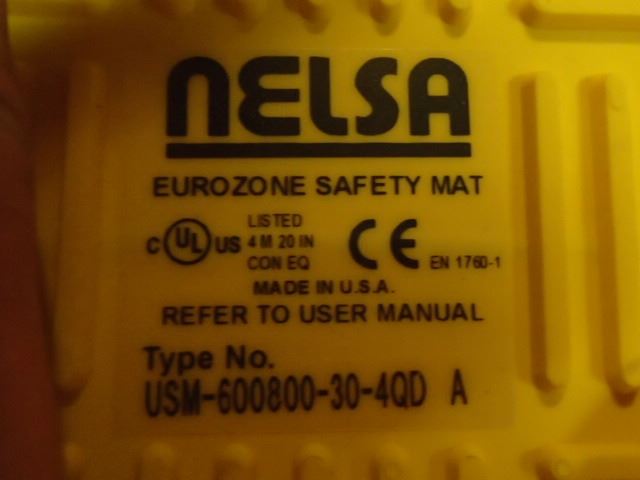 NELSA
EUROZONE SAFETY MAT
C UL US LISTED 4 M 20 IN CON EQ CE EN 1760-1
MADE IN U.S.A.
REFER TO USER MANUAL
Type No.
USM-600800-30-4QD A